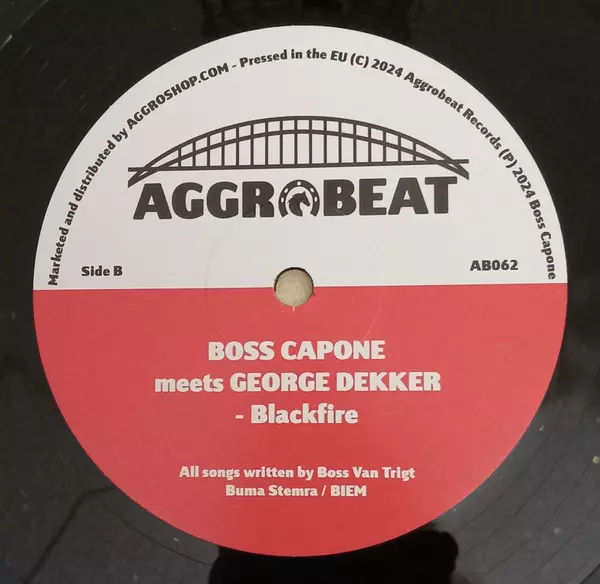 Marketed and distributed by AGGROSHOP.COM - Pressed in the EU (C) 2024 Aggrobeat Records (P) 2024 Boss Capone
AGGROBEAT
Side B
AB062
BOSS CAPONE
meets GEORGE DEKKER
- Blackfire
All songs written by Boss Van Trigt
Buma Stemra / BIEM